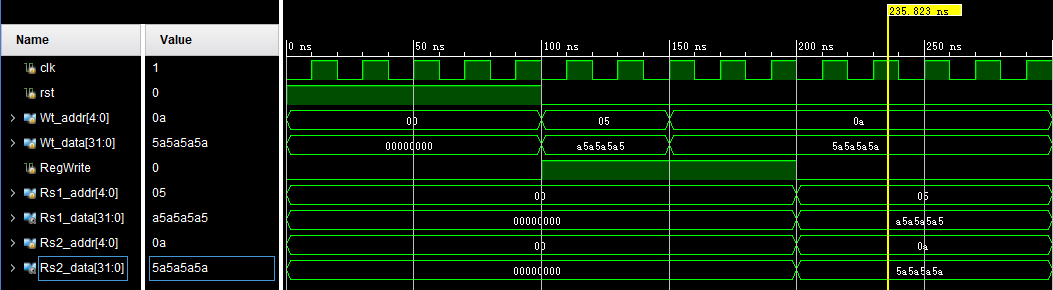 235.823 ns
Name Value
0 ns 50 ns 100 ns 150 ns 200 ns 250 ns
clk 1
rst 0
Wt_addr[4:0] 0a 00 05 0a
Wt_data[31:0] 5a5a5a5a 00000000 a5a5a5a5 5a5a5a5a
RegWrite 0
Rs1_addr[4:0] 05 00 05
Rs1_data[31:0] a5a5a5a5 00000000 a5a5a5a5
Rs2_addr[4:0] 0a 00 0a
Rs2_data[31:0] 5a5a5a5a 00000000 5a5a5a5a